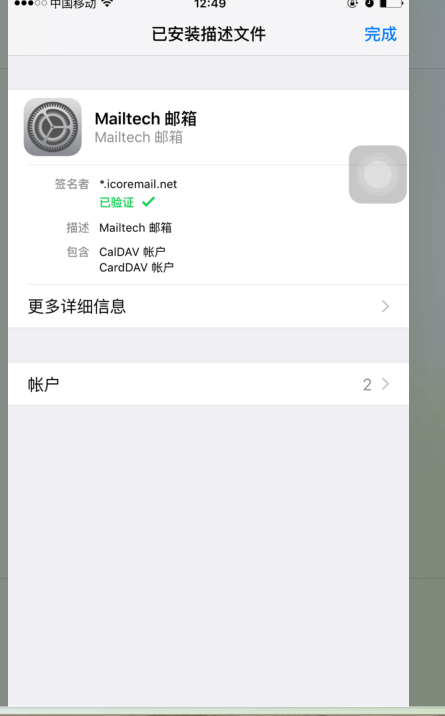 中国移动 12:49
已安装描述文件 完成
Mailtech 邮箱
Mailtech 邮箱
签名者 *.icoremail.net
已验证
描述 Mailtech 邮箱
包含 CalDAV 帐户
CardDAV 帐户
更多详细信息
帐户 2